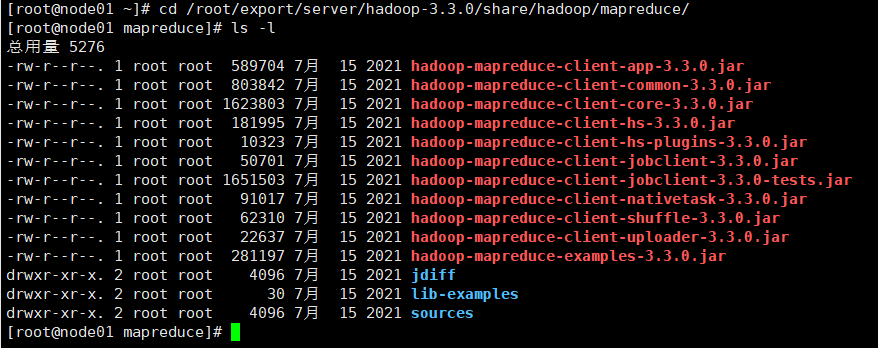 [root@node01 ~]# cd /root/export/server/hadoop-3.3.0/share/hadoop/mapreduce/
[root@node01 mapreduce]# ls -l
总用量 5276
-rw-r--r--. 1 root root  589704 7月  15 2021 hadoop-mapreduce-client-app-3.3.0.jar
-rw-r--r--. 1 root root  803842 7月  15 2021 hadoop-mapreduce-client-common-3.3.0.jar
-rw-r--r--. 1 root root 1623803 7月  15 2021 hadoop-mapreduce-client-core-3.3.0.jar
-rw-r--r--. 1 root root  181995 7月  15 2021 hadoop-mapreduce-client-hs-3.3.0.jar
-rw-r--r--. 1 root root   10323 7月  15 2021 hadoop-mapreduce-client-hs-plugins-3.3.0.jar
-rw-r--r--. 1 root root   50701 7月  15 2021 hadoop-mapreduce-client-jobclient-3.3.0.jar
-rw-r--r--. 1 root root 1651503 7月  15 2021 hadoop-mapreduce-client-jobclient-3.3.0-tests.jar
-rw-r--r--. 1 root root   91017 7月  15 2021 hadoop-mapreduce-client-nativetask-3.3.0.jar
-rw-r--r--. 1 root root   62310 7月  15 2021 hadoop-mapreduce-client-shuffle-3.3.0.jar
-rw-r--r--. 1 root root   22637 7月  15 2021 hadoop-mapreduce-client-uploader-3.3.0.jar
-rw-r--r--. 1 root root  281197 7月  15 2021 hadoop-mapreduce-examples-3.3.0.jar
drwxr-xr-x. 2 root root    4096 7月  15 2021 jdiff
drwxr-xr-x. 2 root root      30 7月  15 2021 lib-examples
drwxr-xr-x. 2 root root    4096 7月  15 2021 sources
[root@node01 mapreduce]#